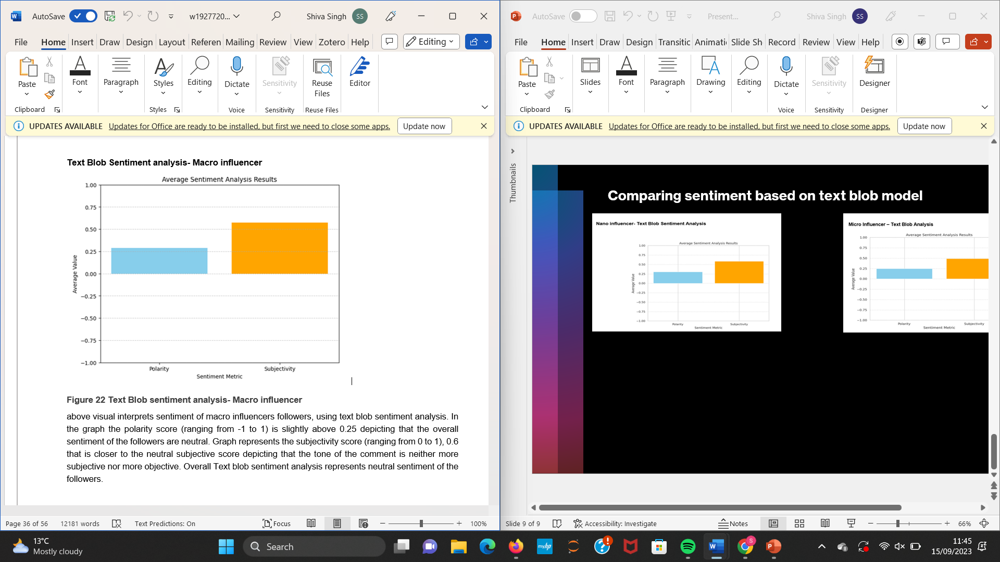 AutoSave
w1927720...
Shiva Singh SS
File Home Insert Draw Design Layout Referen Mailing Review View Zotero Help
Editing
Paste
Font
Paragraph
Styles
Editing
Dictate
Sensitivity
Reuse
Files
Editor
Clipboard
Styles
Voice
Sensitivity
Reuse Files
UPDATES AVAILABLE Updates for Office are ready to be installed, but first we need to close some apps. Update now
Text Blob Sentiment analysis- Macro influencer
Average Sentiment Analysis Results
1.00
0.75
0.50
0.25
0.00
−0.25
−0.50
−0.75
−1.00
Average Value
Polarity Subjectivity
Sentiment Metric
Figure 22 Text Blob sentiment analysis- Macro influencer
above visual interprets sentiment of macro influencers followers, using text blob sentiment analysis. In
the graph the polarity score (ranging from -1 to 1) is slightly above 0.25 depicting that the overall
sentiment of the followers are neutral. Graph represents the subjectivity score (ranging from 0 to 1), 0.6
that is closer to the neutral subjective score depicting that the tone of the comment is neither more
subjective nor more objective. Overall Text blob sentiment analysis represents neutral sentiment of the
followers.
Page 36 of 56 12181 words Text Predictions: On Focus 100%
AutoSave
Present...
Shiva Singh SS
File Home Insert Draw Design Transitic Animati Slide Sh Record Review View Help
Paste
Slides
Font
Paragraph
Drawing
Editing
Dictate
Sensitivity
Designer
Clipboard
Voice
Sensitivity
Designer
UPDATES AVAILABLE Updates for Office are ready to be installed, but first we need to close some apps. Update now
Thumbnails
Comparing sentiment based on text blob model
Nano influencer- Text Blob Sentiment Analysis
Average Sentiment Analysis Results
1.00
0.75
0.50
0.25
0.00
−0.25
−0.50
−0.75
−1.00
Average Value
Polarity Subjectivity
Sentiment Metric
Micro Influencer – Text Blob Analysis
Average Sentiment Analysis Results
1.00
0.75
0.50
0.25
0.00
−0.25
−0.50
−0.75
−1.00
Average Value
Polarity Subjectivity
Sentiment Metric
Slide 9 of 9 Accessibility: Investigate Notes 66%
13°C
Mostly cloudy
Search
myhp
S
11:45
15/09/2023